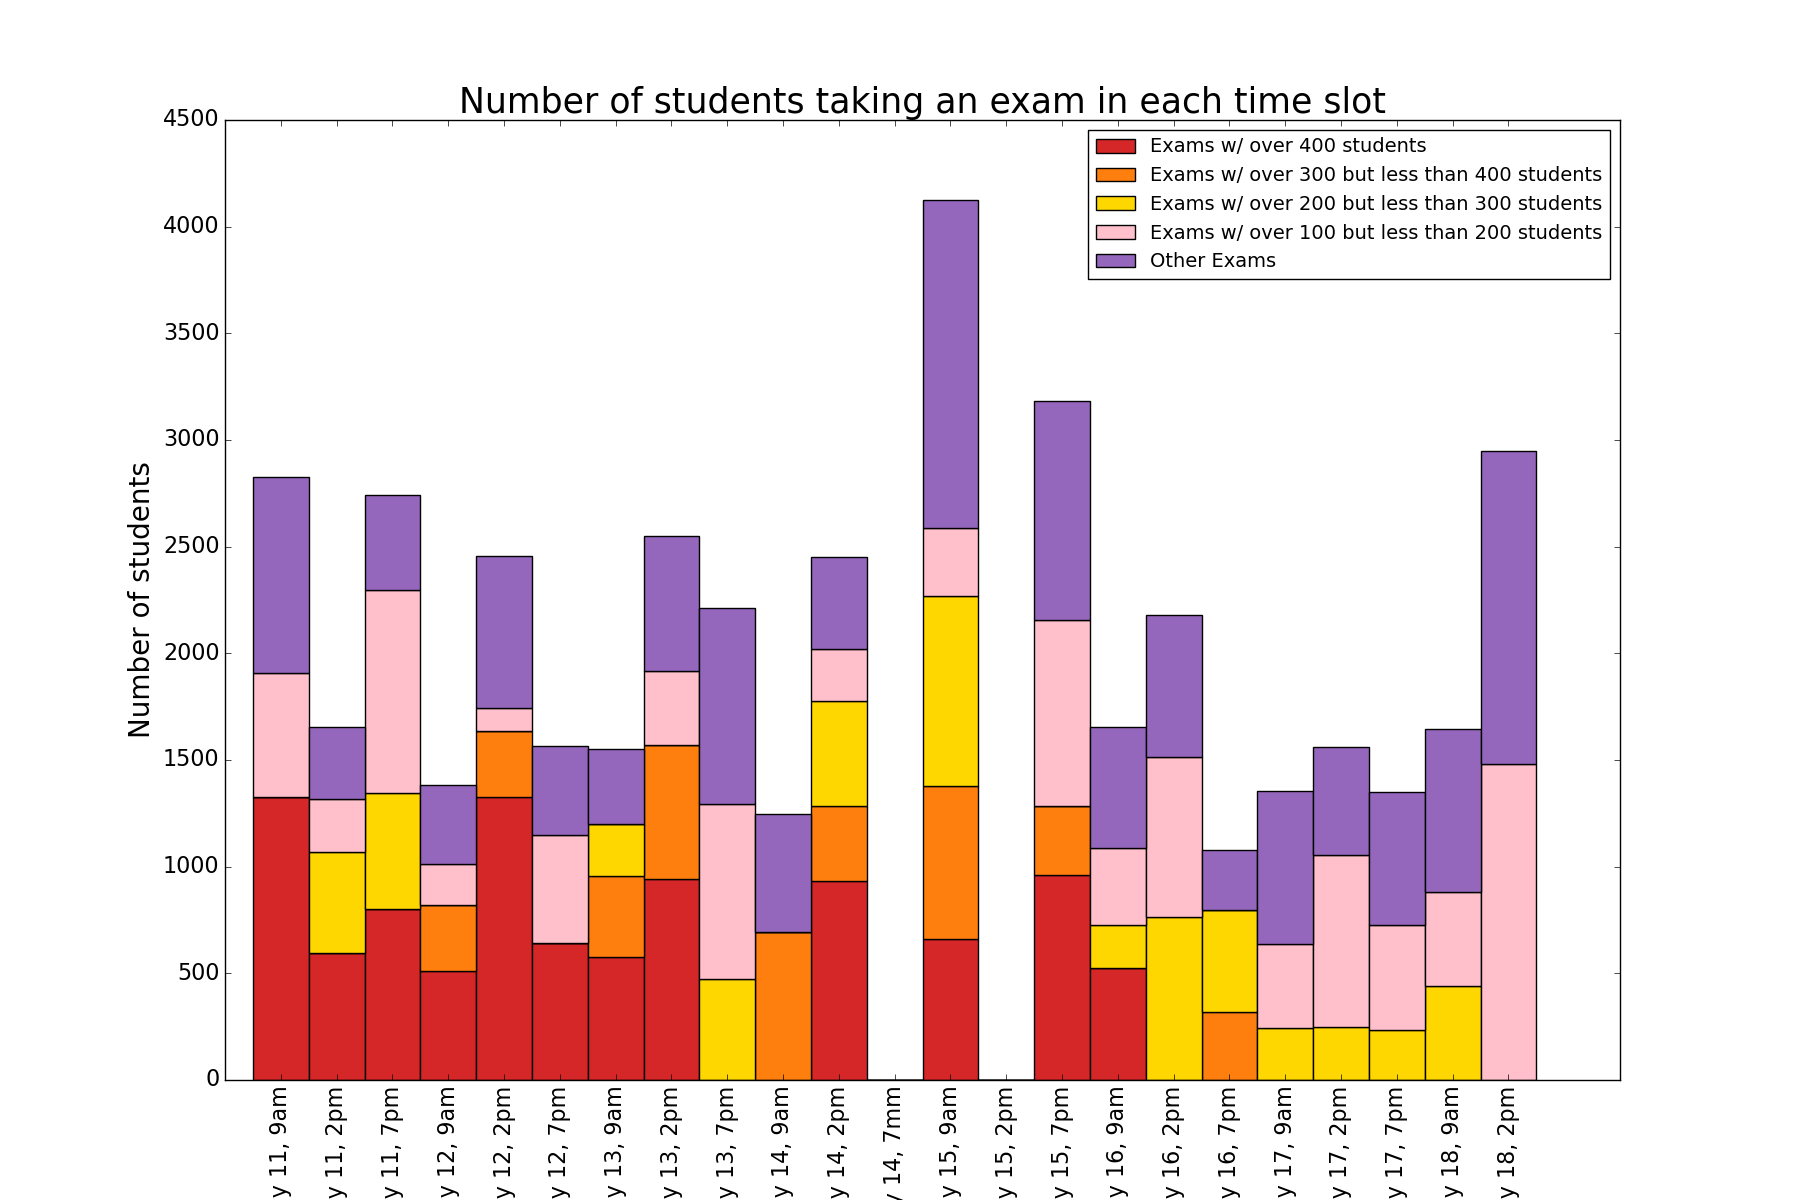 Number of students taking an exam in each time slot
4500
4000
3500
3000
2500
2000
1500
1000
500
0
Number of students
Exams w/ over 400 students
Exams w/ over 300 but less than 400 students
Exams w/ over 200 but less than 300 students
Exams w/ over 100 but less than 200 students
Other Exams
y 11, 9am
y 11, 2pm
y 11, 7pm
y 12, 9am
y 12, 2pm
y 12, 7pm
y 13, 9am
y 13, 2pm
y 13, 7pm
y 14, 9am
y 14, 2pm
y 14, 7mm
y 15, 9am
y 15, 2pm
y 15, 7pm
y 16, 9am
y 16, 2pm
y 16, 7pm
y 17, 9am
y 17, 2pm
y 17, 7pm
y 18, 9am
y 18, 2pm